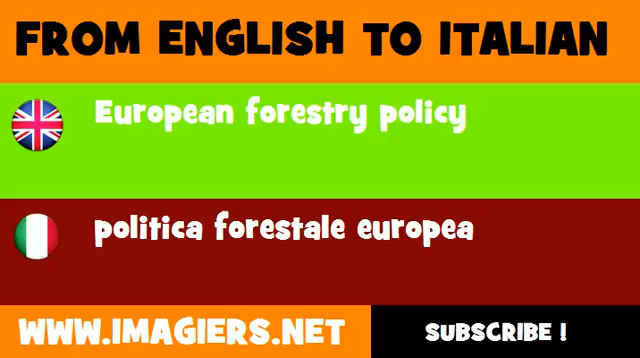 FROM ENGLISH TO ITALIAN
European forestry policy
politica forestale europea
WWW.IMAGIERS.NET
SUBSCRIBE !